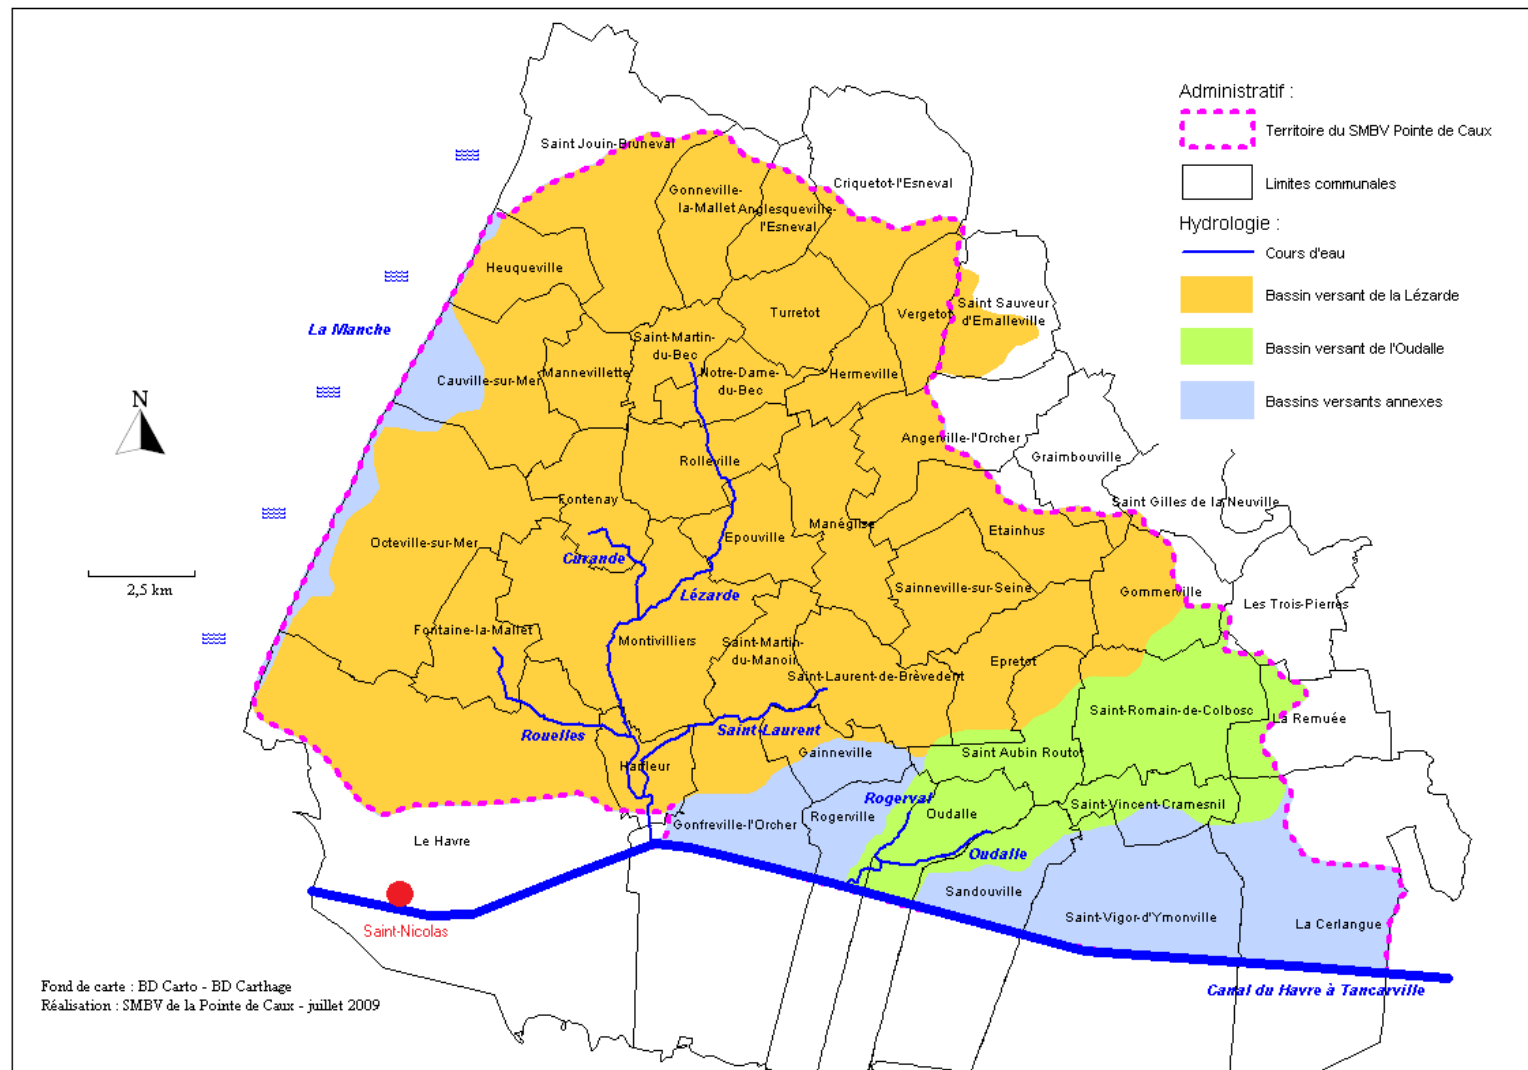 Administratif :
Territoire du SMBV Pointe de Caux
Limites communales
Hydrologie :
Cours d'eau
Bassin versant de la Lézarde
Bassin versant de l'Oudalle
Bassins versants annexes
Saint Jouin-Bruneval
Criquetot-l'Esneval
Gonneville-
la-Mallet
Anglesqueville-
l'Esneval
Heuqueville
Turretot
Vergetot
Saint Sauveur
d'Emalleville
La Manche
Saint-Martin-
du-Bec
Cauville-sur-Mer
Mannevillette
Notre-Dame-
du-Bec
Hermeville
N
Angerville-l'Orcher
Graimbouville
Rolleville
Fontenay
Saint Gilles de la Neuville
Manéglise
Etainhus
Octeville-sur-Mer
Epouville
Curande
2,5 km
Lézarde
Sainneville-sur-Seine
Gommerville
Les Trois-Pierres
Fontaine-la-Mallet
Montivilliers
Saint-Martin-
du-Manoir
Epretot
Saint-Laurent-de-Brèvedent
Saint-Romain-de-Colbosc
La Remuée
Rouelles
Saint-Laurent
Gainneville
Saint Aubin Routot
Harfleur
Rogerval
Saint-Vincent-Cramesnil
Gonfreville-l'Orcher
Rogerville
Oudalle
Le Havre
Oudalle
Sandouville
Saint-Vigor-d'Ymonville
La Cerlangue
Saint-Nicolas
Canal du Havre à Tancarville
Fond de carte : BD Carto - BD Carthage
Réalisation : SMBV de la Pointe de Caux - juillet 2009